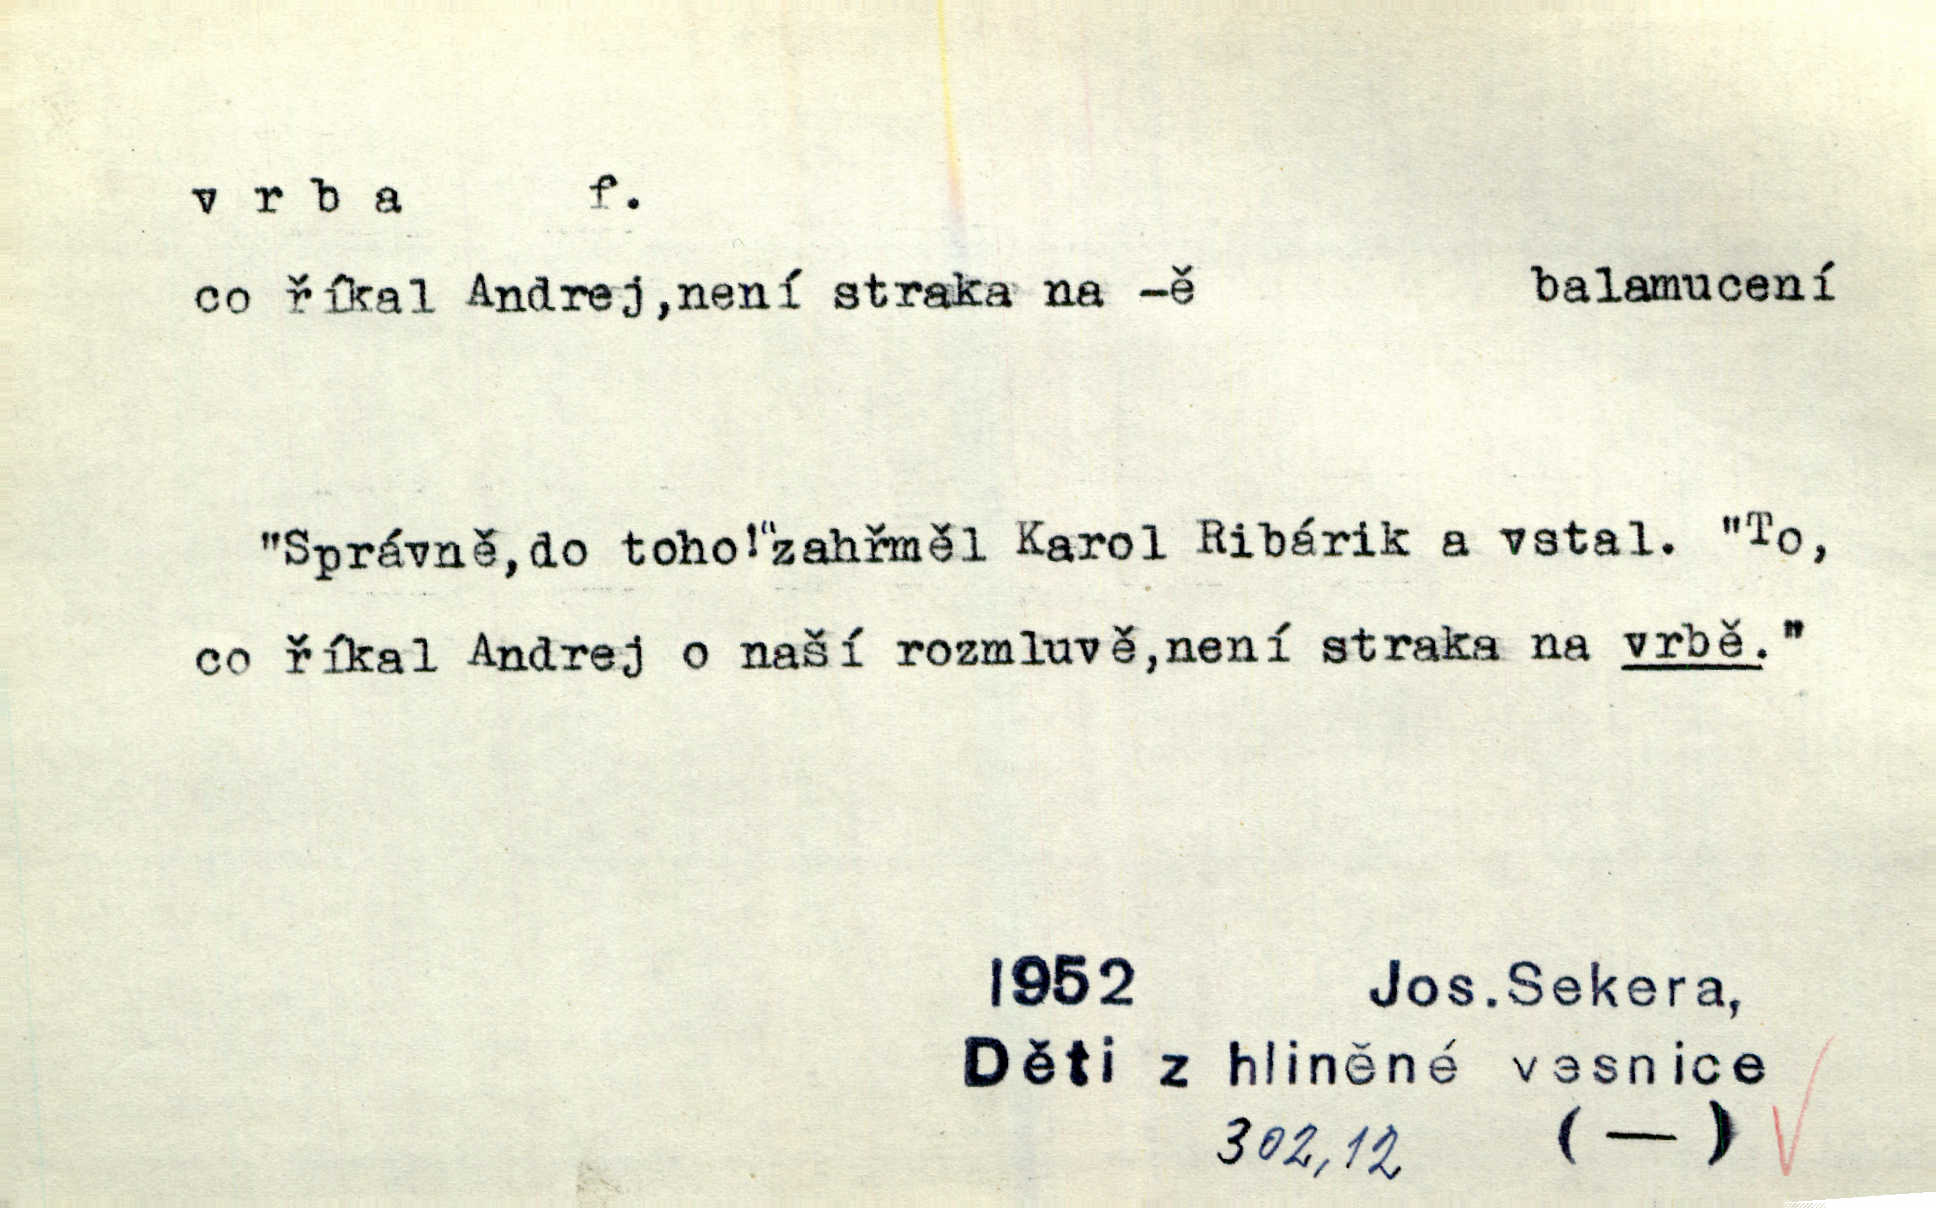 vrba f.
co říkal Andrej,není straka na -ě balamucení
"Správně,do toho!"zahřměl Karol Ribárik a vstal. "To,
co říkal Andrej o naší rozmluvě,není straka na vrbě."
1952 Jos.Sekera,
Děti z hliněné vesnice
302,12 (—)